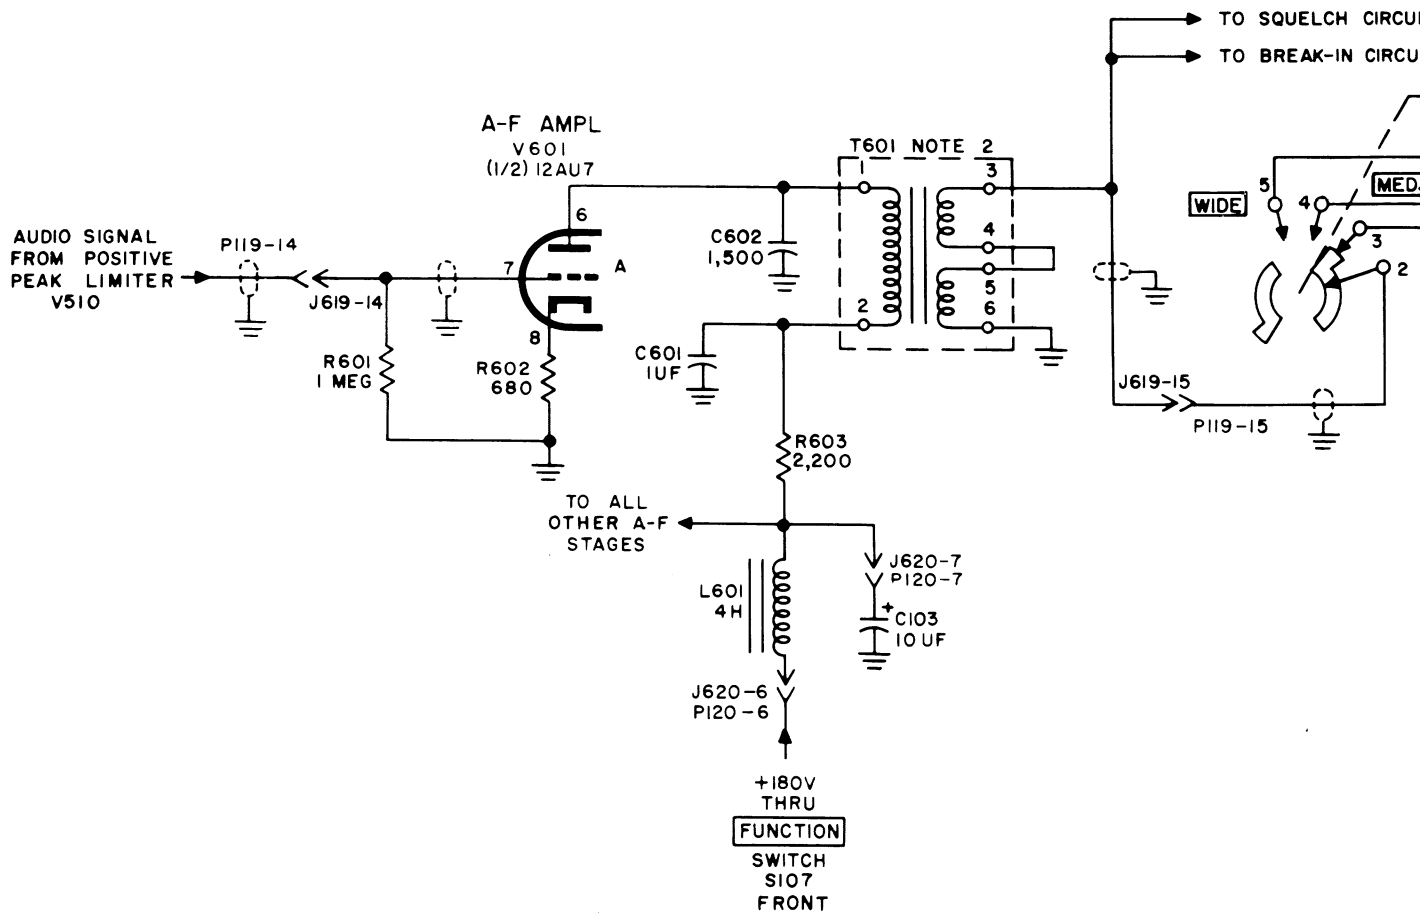 TO SQUELCH CIRCUI
TO BREAK-IN CIRCU
A-F AMPL
V601
(1/2) 12AU7
T601 NOTE 2
1
3
4
5
6
2
6
7
8
A
AUDIO SIGNAL
FROM POSITIVE
PEAK LIMITER
V510
P119-14
J619-14
R601
1 MEG
R602
680
C602
1,500
C601
1UF
WIDE
MED.
5
4
3
2
J619-15
P119-15
R603
2,200
TO ALL
OTHER A-F
STAGES
L601
4H
J620-7
P120-7
+
C103
10UF
J620-6
P120-6
+180V
THRU
FUNCTION
SWITCH
S107
FRONT